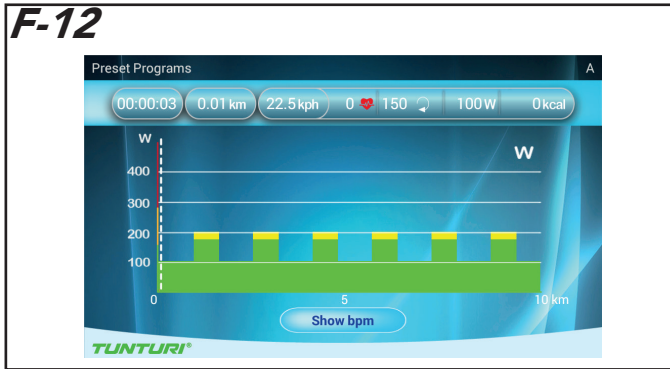 F-12
Preset Programs A
00:00:03 0.01 km 22.5 kph 0 150 100 W 0 kcal
W
W
400
300
200
100
0 5 10 km
Show bpm
TUNTURI®